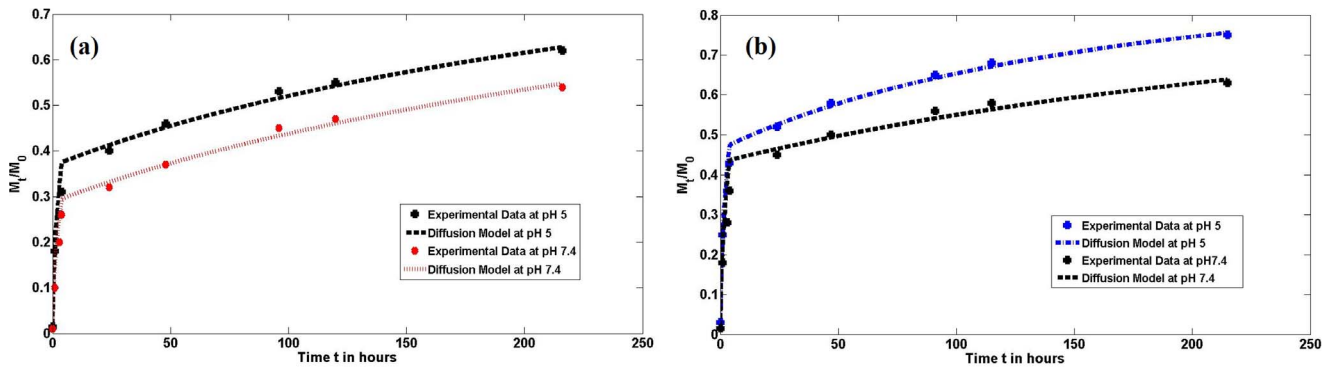 (a)
0.7
0.6
0.5
0.4
0.3
0.2
0.1
0
M_t/M_0
0 50 100 150 200 250
Time t in hours
Experimental Data at pH 5
Diffusion Model at pH 5
Experimental Data at pH 7.4
Diffusion Model at pH 7.4
(b)
0.8
0.7
0.6
0.5
0.4
0.3
0.2
0.1
0
M_t/M_0
0 50 100 150 200 250
Time t in hours
Experimental Data at pH 5
Diffusion Model at pH 5
Experimental Data at pH7.4
Diffusion Model at pH 7.4